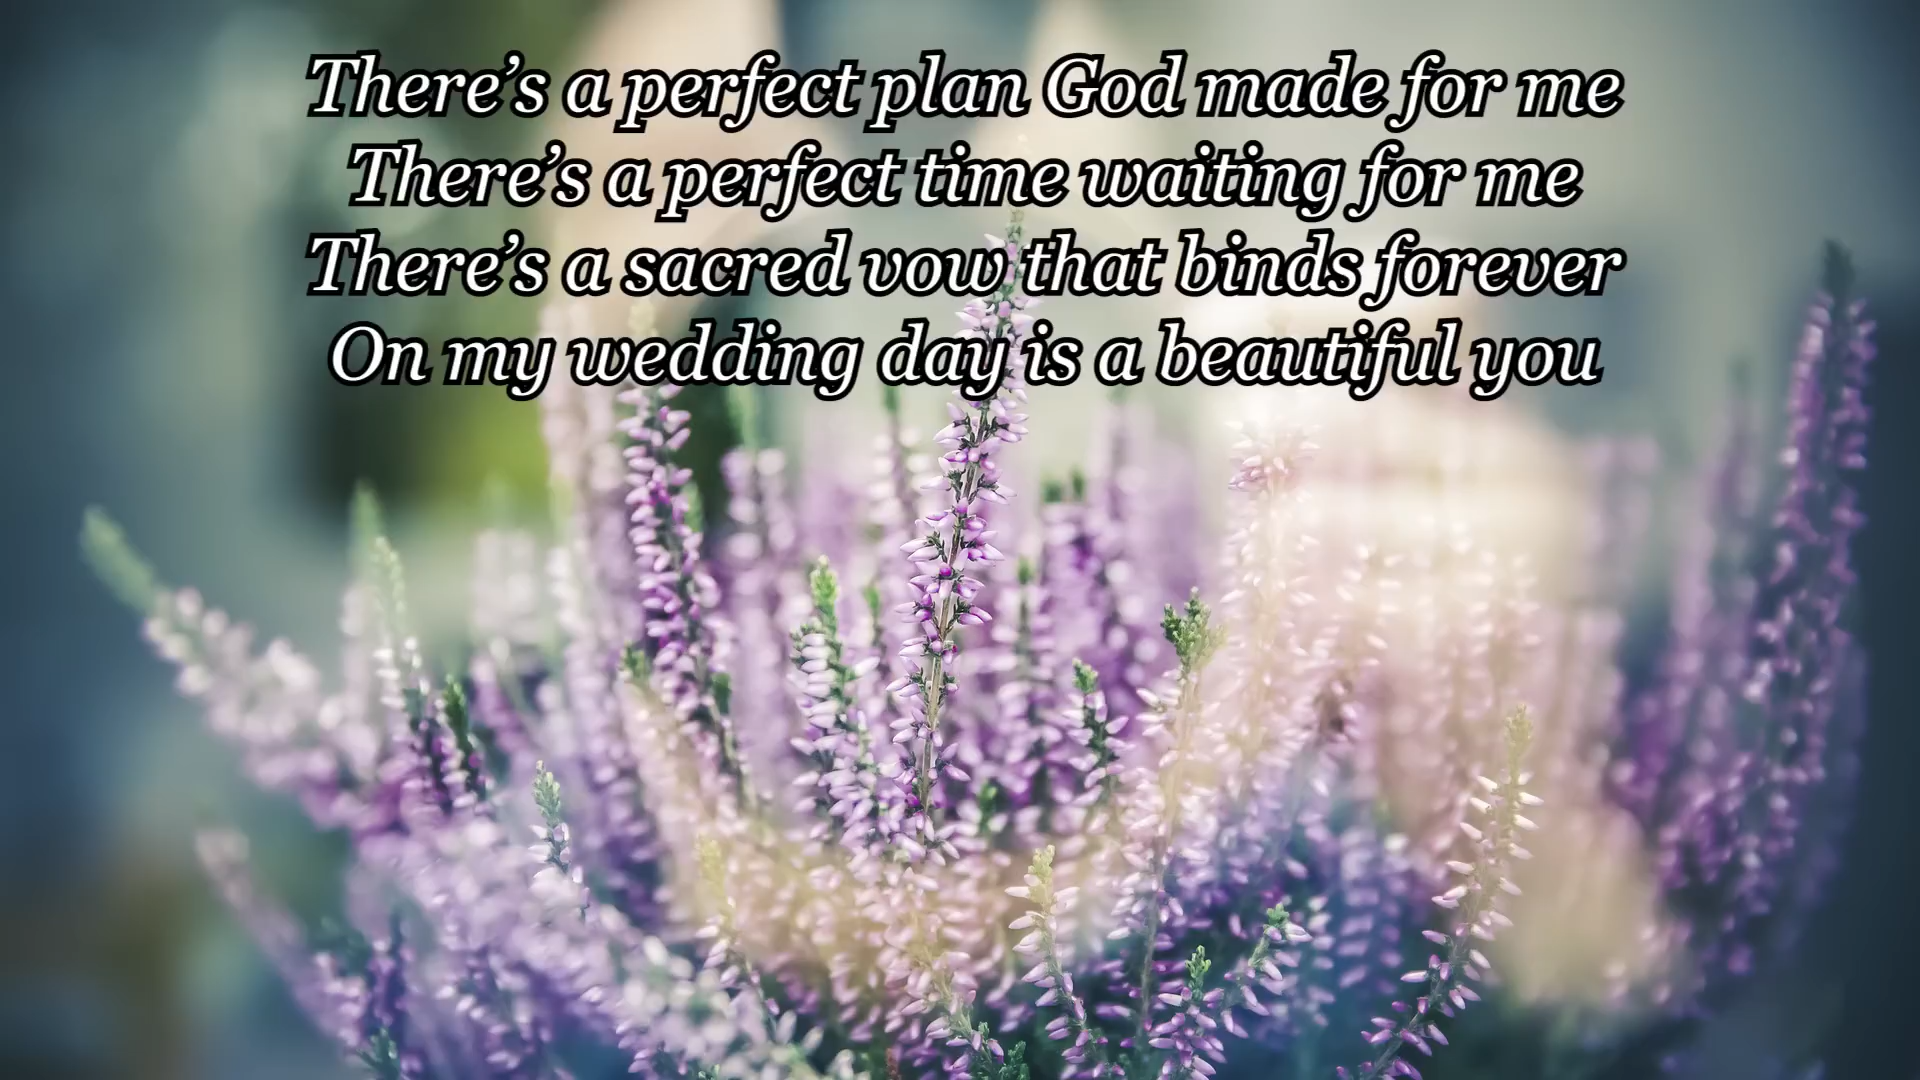 There’s a perfect plan God made for me
There’s a perfect time waiting for me
There’s a sacred vow that binds forever
On my wedding day is a beautiful you